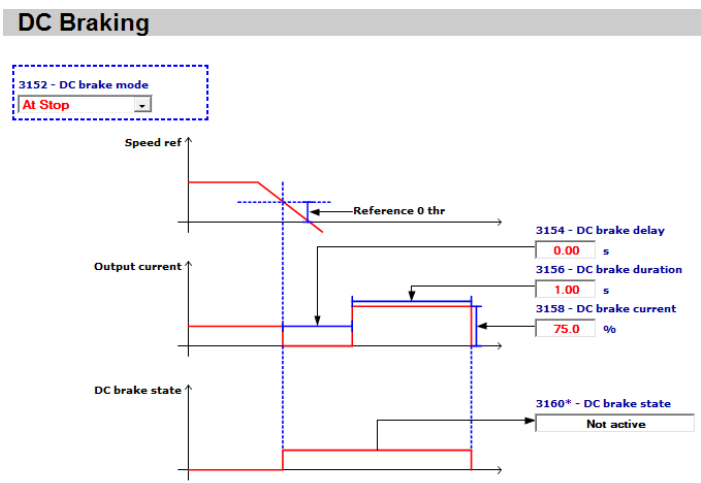 DC Braking
3152 - DC brake mode
At Stop
Speed ref
Reference 0 thr
3154 - DC brake delay
0.00 s
Output current
3156 - DC brake duration
1.00 s
3158 - DC brake current
75.0 %
DC brake state
3160* - DC brake state
Not active